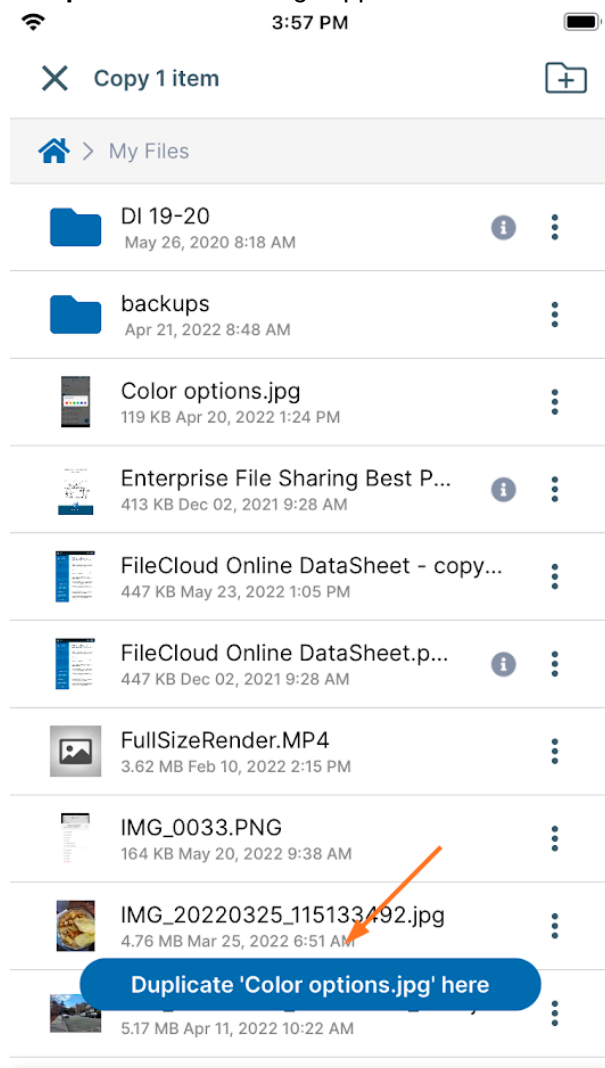 3:57 PM
Copy 1 item
My Files
DI 19-20
May 26, 2020 8:18 AM
backups
Apr 21, 2022 8:48 AM
Color options.jpg
119 KB Apr 20, 2022 1:24 PM
Enterprise File Sharing Best P...
413 KB Dec 02, 2021 9:28 AM
FileCloud Online DataSheet - copy...
447 KB May 23, 2022 1:05 PM
FileCloud Online DataSheet.p...
447 KB Dec 02, 2021 9:28 AM
FullSizeRender.MP4
3.62 MB Feb 10, 2022 2:15 PM
IMG_0033.PNG
164 KB May 20, 2022 9:38 AM
IMG_20220325_115133492.jpg
4.76 MB Mar 25, 2022 6:51 AM
Duplicate 'Color options.jpg' here
5.17 MB Apr 11, 2022 10:22 AM